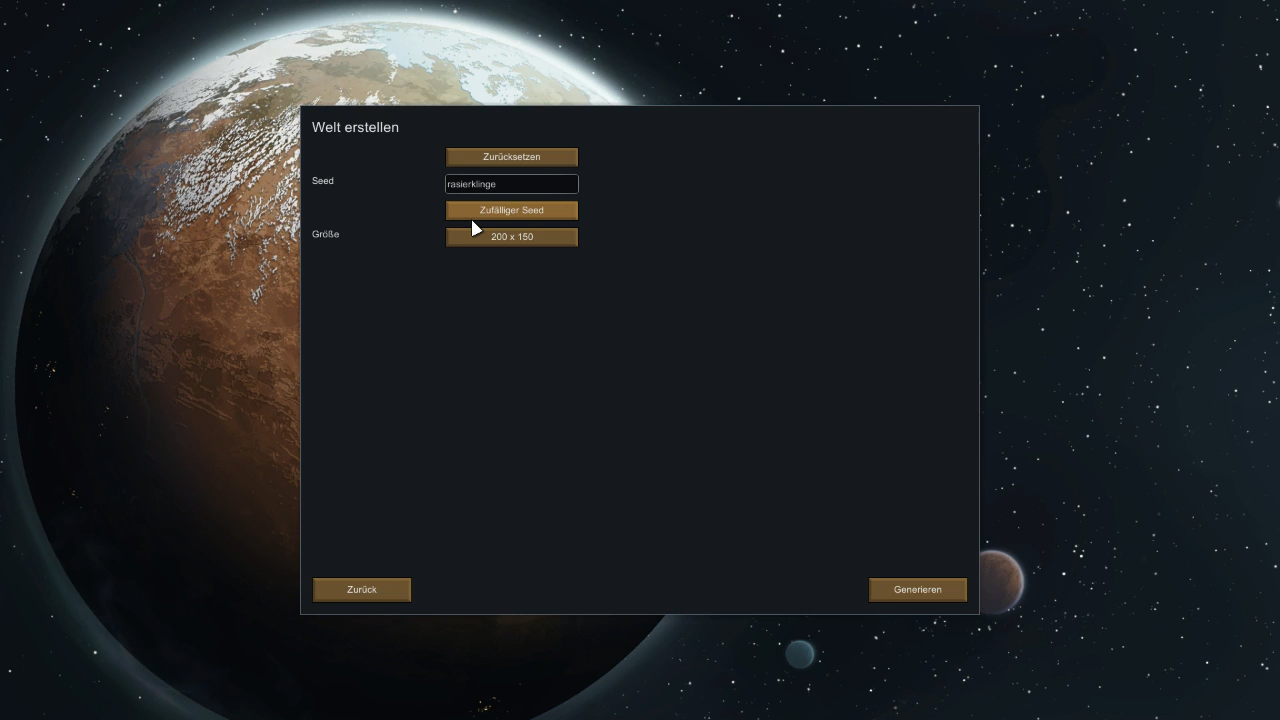 Welt erstellen
Zurücksetzen
Seed
rasierklinge
Zufälliger Seed
Größe
200 x 150
Zurück
Generieren